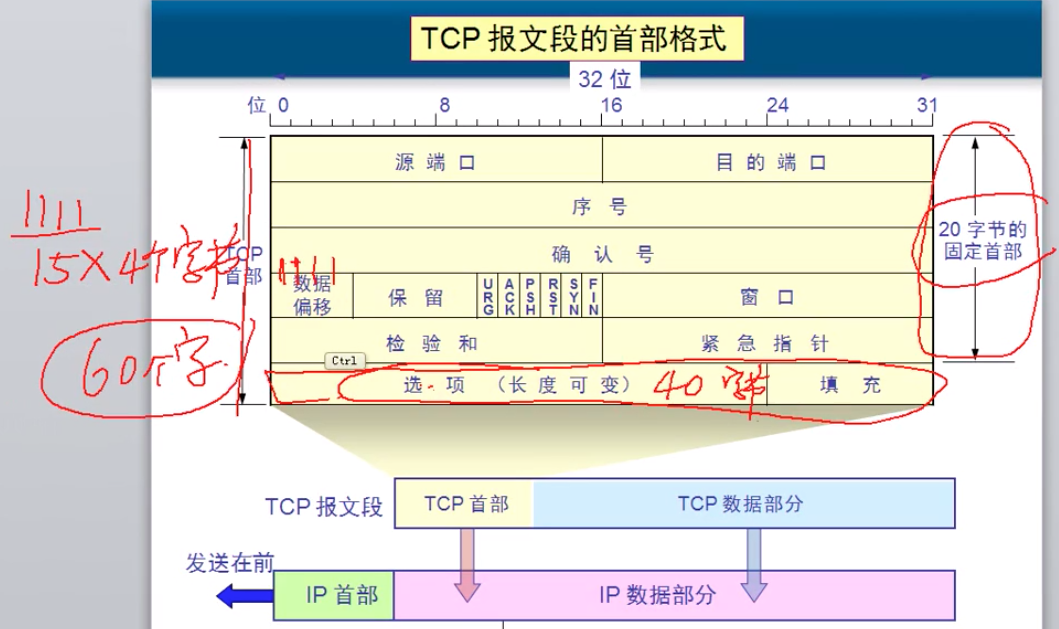 TCP 报文段的首部格式
32 位
位 0 8 16 24 31
源 端 口 目 的 端 口
序 号
20 字节的
固定首部
1111
确 认 号
TCP
首部
15X4个字节
1111
数据
偏移
保 留
URG
ACK
PSH
RST
SYN
FIN
窗 口
检 验 和 紧 急 指 针
60个字
Ctrl
选 项 （长 度 可 变） 40字节 填 充
TCP 报文段 TCP 首部 TCP 数据部分
发送在前
IP 首部 IP 数据部分